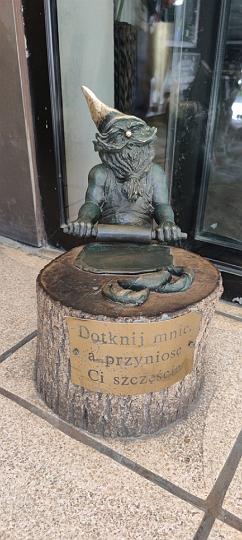 Dotknij mnie,
a przyniosę
Ci szczęście